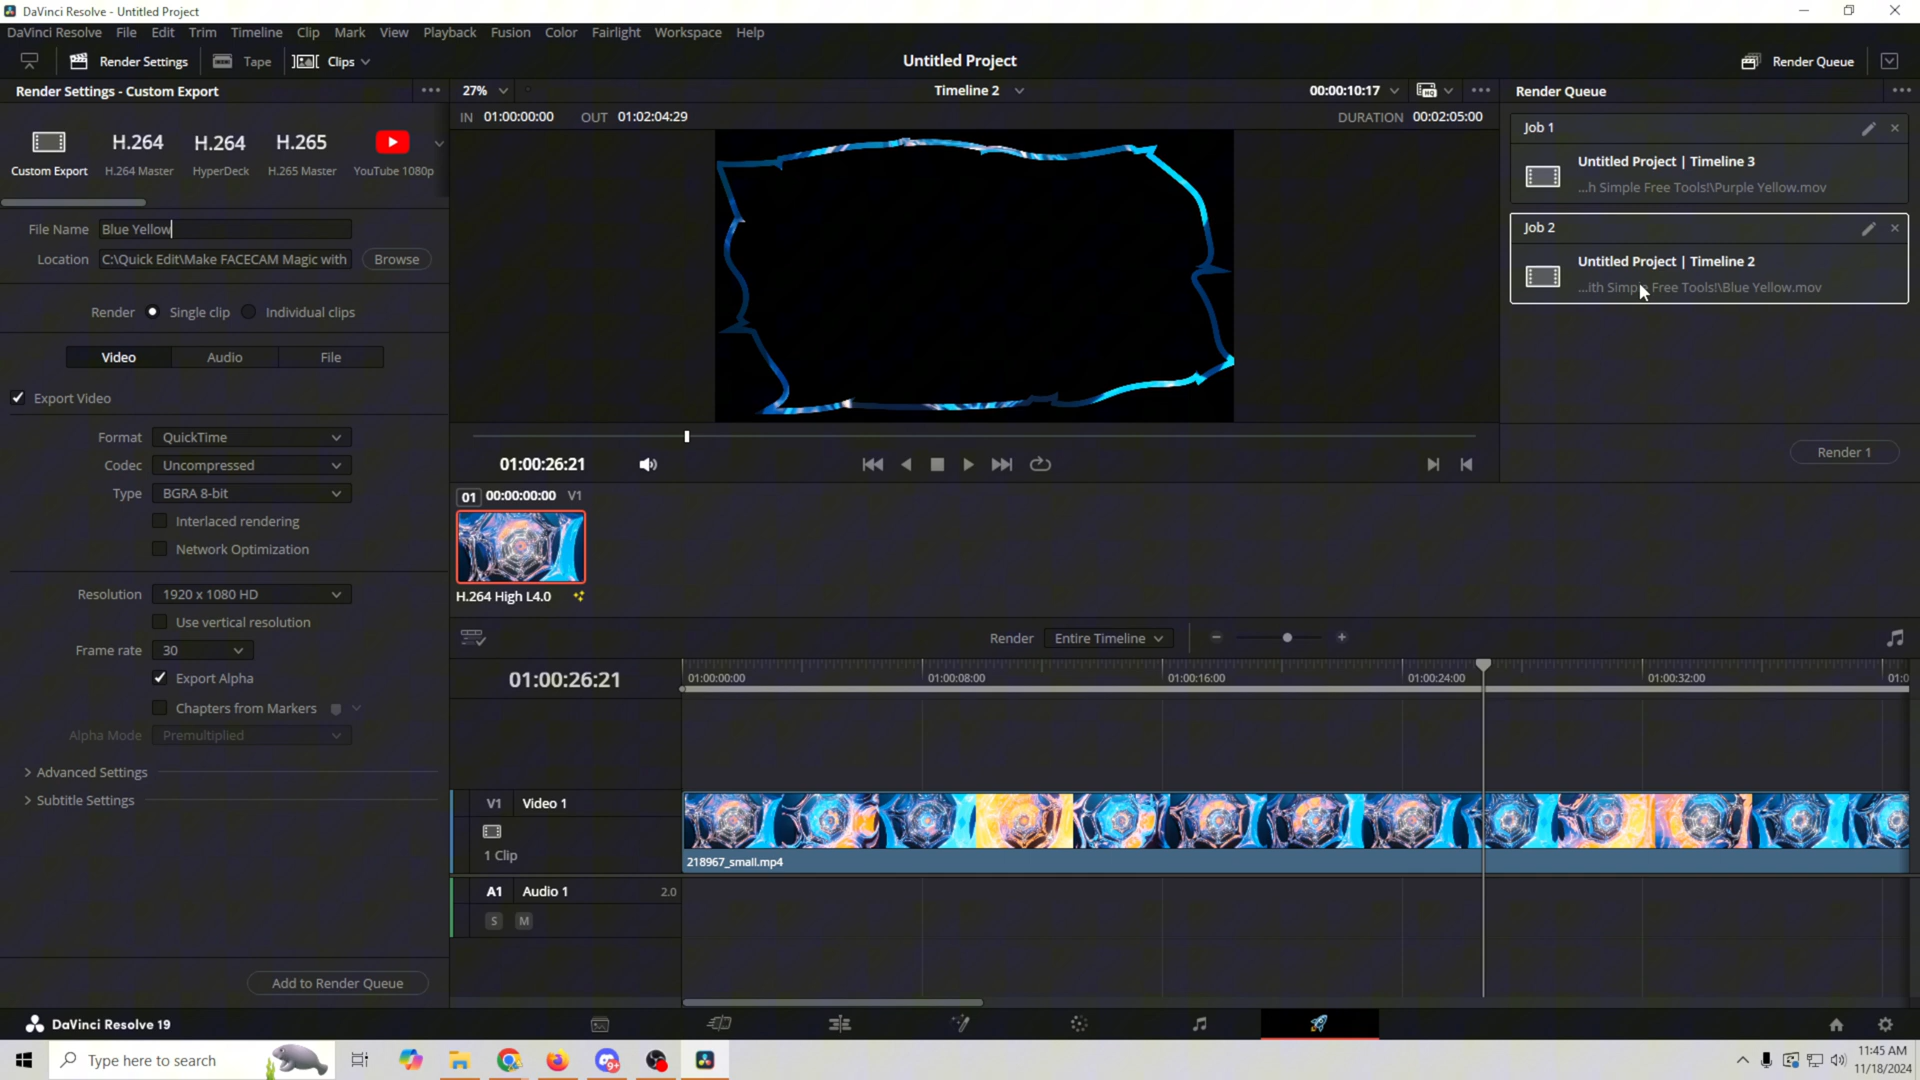 DaVinci Resolve - Untitled Project
DaVinci Resolve File Edit Trim Timeline Clip Mark View Playback Fusion Color Fairlight Workspace Help
Render Settings Tape Clips Untitled Project Render Queue
Render Settings - Custom Export 27% Timeline 2 00:00:10:17 Render Queue
IN 01:00:00:00 OUT 01:02:04:29 DURATION 00:02:05:00
Job 1
H.264 H.264 H.265
Custom Export H.264 Master HyperDeck H.265 Master YouTube 1080p
Untitled Project | Timeline 3
...h Simple Free Tools!\Purple Yellow.mov
File Name Blue Yellow
Job 2
Location C:\Quick Edit\Make FACECAM Magic with Browse
Untitled Project | Timeline 2
...ith Simple Free Tools!\Blue Yellow.mov
Render Single clip Individual clips
Video Audio File
Export Video
Format QuickTime
Render 1
Codec Uncompressed
01:00:26:21
Type BGRA 8-bit
01 00:00:00:00 V1
Interlaced rendering
Network Optimization
Resolution 1920 x 1080 HD
H.264 High L4.0
Use vertical resolution
Render Entire Timeline
Frame rate 30
Export Alpha
01:00:26:21 01:00:00:00 01:00:08:00 01:00:16:00 01:00:24:00 01:00:32:00 01:0
Chapters from Markers
Alpha Mode Premultiplied
Advanced Settings
Subtitle Settings
V1 Video 1
1 Clip
218967_small.mp4
A1 Audio 1 2.0
S M
Add to Render Queue
DaVinci Resolve 19
Type here to search
9+
11:45 AM
11/18/2024